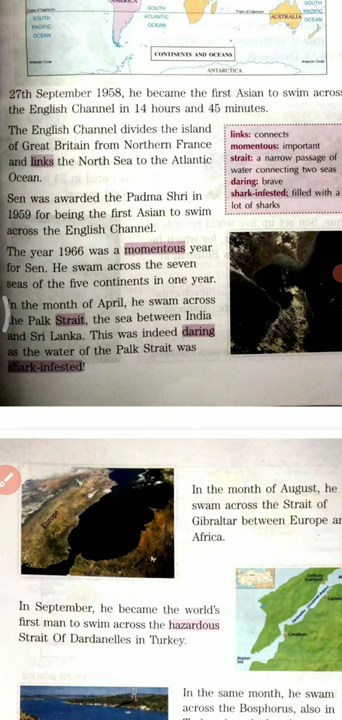 AMERICA
SOUTH
PACIFIC
OCEAN
SOUTH
ATLANTIC
OCEAN
AUSTRALIA
SOUTH
PACIFIC
OCEAN
CONTINENTS AND OCEANS
ANTARCTICA
27th September 1958, he became the first Asian to swim across
the English Channel in 14 hours and 45 minutes.
The English Channel divides the island
of Great Britain from Northern France
and links the North Sea to the Atlantic
Ocean.
links: connects
momentous: important
strait: a narrow passage of
water connecting two seas
daring: brave
shark-infested; filled with a
lot of sharks
Sen was awarded the Padma Shri in
1959 for being the first Asian to swim
across the English Channel.
The year 1966 was a momentous year
for Sen. He swam across the seven
seas of the five continents in one year.
In the month of April, he swam across
the Palk Strait, the sea between India
and Sri Lanka. This was indeed daring
as the water of the Palk Strait was
shark-infested!
Europe
In the month of August, he
swam across the Strait of
Gibraltar between Europe an
Africa.
In September, he became the world's
first man to swim across the hazardous
Strait Of Dardanelles in Turkey.
In the same month, he swam
across the Bosphorus, also in